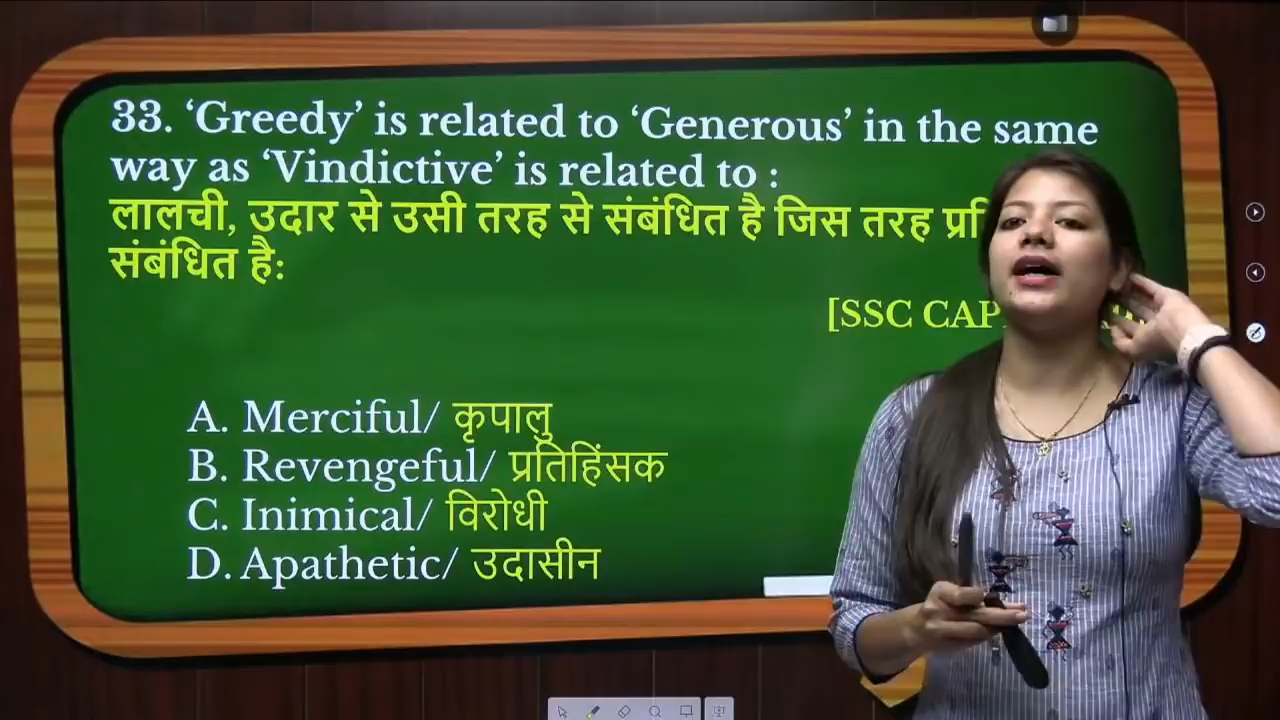 33. ‘Greedy’ is related to ‘Generous’ in the same
way as ‘Vindictive’ is related to :
लालची, उदार से उसी तरह से संबंधित है जिस तरह
संबंधित है:
[SSC
A. Merciful/ कृपालु
B. Revengeful/ प्रतिहिंसक
C. Inimical/ विरोधी
D. Apathetic/ उदासीन